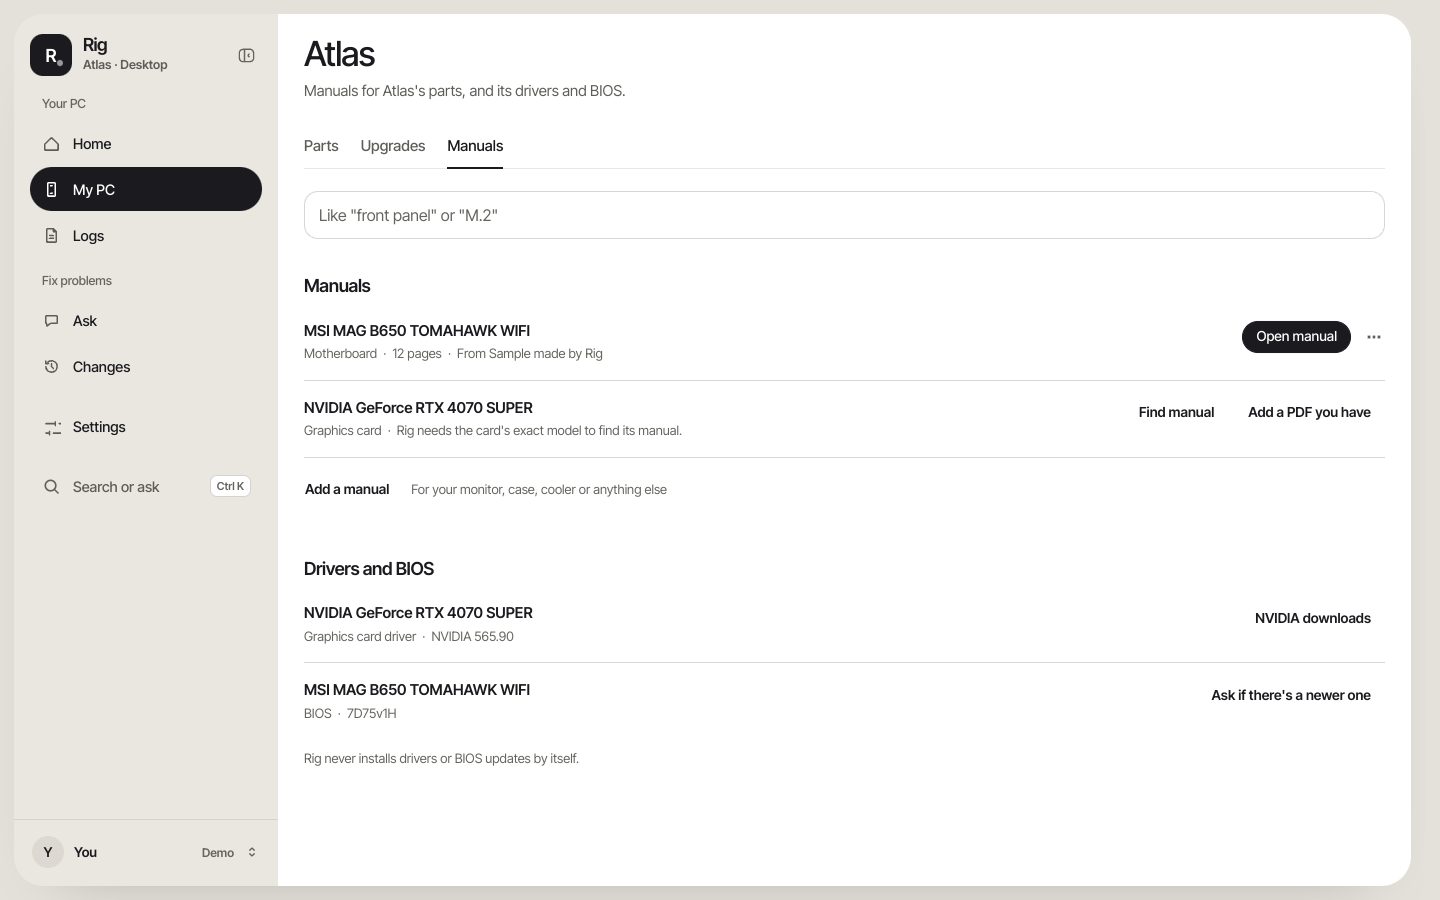 R
Rig
Atlas · Desktop
Your PC
Home
My PC
Logs
Fix problems
Ask
Changes
Settings
Search or ask
Ctrl K
Y
You
Demo
Atlas
Manuals for Atlas's parts, and its drivers and BIOS.
Parts
Upgrades
Manuals
Like "front panel" or "M.2"
Manuals
MSI MAG B650 TOMAHAWK WIFI
Motherboard · 12 pages · From Sample made by Rig
Open manual
NVIDIA GeForce RTX 4070 SUPER
Graphics card · Rig needs the card's exact model to find its manual.
Find manual
Add a PDF you have
Add a manual
For your monitor, case, cooler or anything else
Drivers and BIOS
NVIDIA GeForce RTX 4070 SUPER
Graphics card driver · NVIDIA 565.90
NVIDIA downloads
MSI MAG B650 TOMAHAWK WIFI
BIOS · 7D75v1H
Ask if there's a newer one
Rig never installs drivers or BIOS updates by itself.